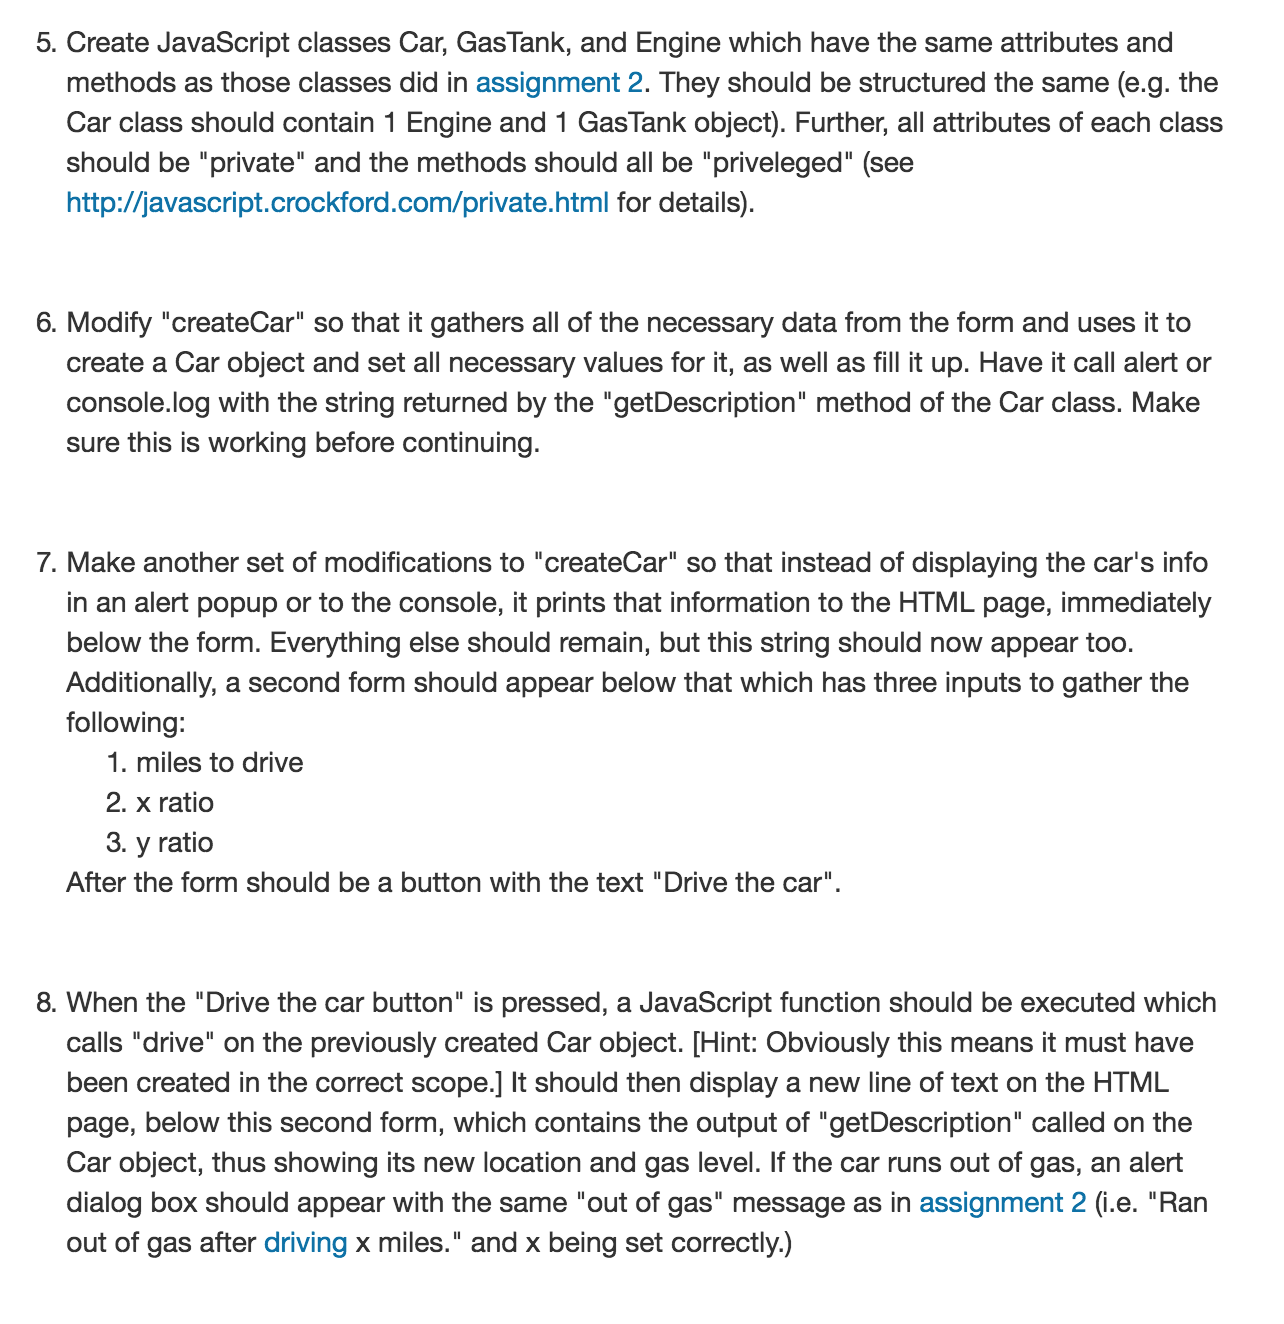 5. Create JavaScript classes Car, GasTank, and Engine which have the same attributes and
methods as those classes did in assignment 2. They should be structured the same (e.g. the
Car class should contain 1 Engine and 1 GasTank object). Further, all attributes of each class
should be "private" and the methods should all be "priveleged" (see
http://javascript.crockford.com/private.html for details).
6. Modify "createCar" so that it gathers all of the necessary data from the form and uses it to
create a Car object and set all necessary values for it, as well as fill it up. Have it call alert or
console.log with the string returned by the "getDescription" method of the Car class. Make
sure this is working before continuing.
7. Make another set of modifications to "createCar" so that instead of displaying the car's info
in an alert popup or to the console, it prints that information to the HTML page, immediately
below the form. Everything else should remain, but this string should now appear too.
Additionally, a second form should appear below that which has three inputs to gather the
following:
1. miles to drive
2. x ratio
3. y ratio
After the form should be a button with the text "Drive the car".
8. When the "Drive the car button" is pressed, a JavaScript function should be executed which
calls "drive" on the previously created Car object. [Hint: Obviously this means it must have
been created in the correct scope.] It should then display a new line of text on the HTML
page, below this second form, which contains the output of "getDescription" called on the
Car object, thus showing its new location and gas level. If the car runs out of gas, an alert
dialog box should appear with the same "out of gas" message as in assignment 2 (i.e. "Ran
out of gas after driving x miles." and x being set correctly.)